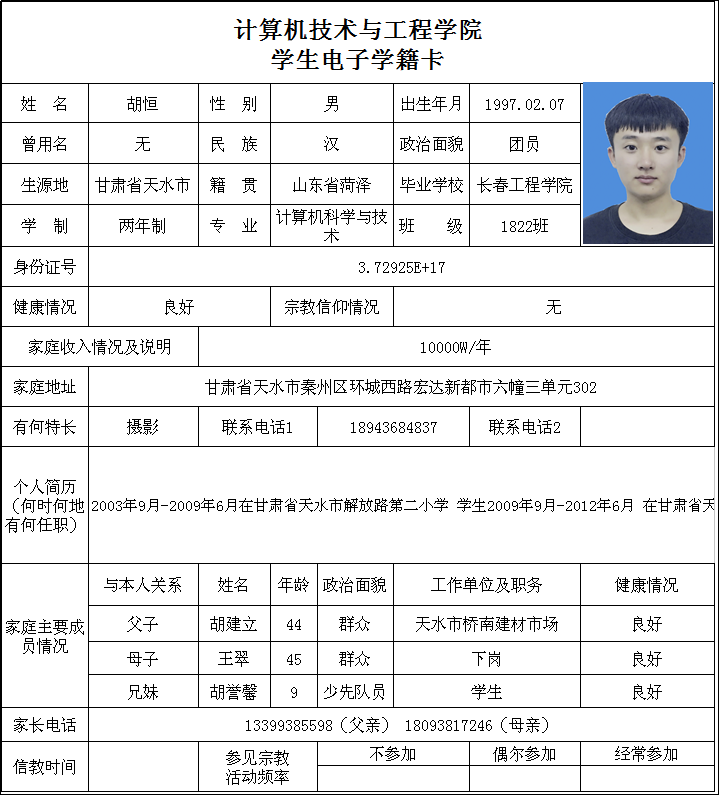 计算机技术与工程学院
学生电子学籍卡
姓 名 胡恒 性 别 男 出生年月 1997.02.07
曾用名 无 民 族 汉 政治面貌 团员
生源地 甘肃省天水市 籍 贯 山东省菏泽 毕业学校 长春工程学院
学 制 两年制 专 业 计算机科学与技术 班 级 1822班
身份证号 3.72925E+17
健康情况 良好 宗教信仰情况 无
家庭收入情况及说明 10000W/年
家庭地址 甘肃省天水市秦州区环城西路宏达新都市六幢三单元302
有何特长 摄影 联系电话1 18943684837 联系电话2
个人简历
（何时何地
有何任职）
2003年9月-2009年6月在甘肃省天水市解放路第二小学 学生2009年9月-2012年6月 在甘肃省天
家庭主要成员情况
与本人关系 姓名 年龄 政治面貌 工作单位及职务 健康情况
父子 胡建立 44 群众 天水市桥南建材市场 良好
母子 王翠 45 群众 下岗 良好
兄妹 胡誉馨 9 少先队员 学生 良好
家长电话 13399385598（父亲） 18093817246（母亲）
信教时间 参见宗教
活动频率
不参加 偶尔参加 经常参加